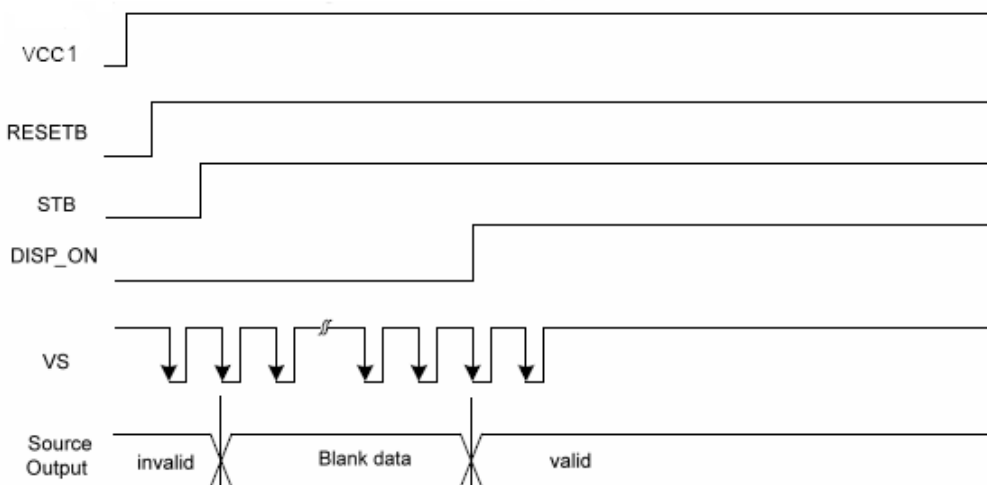 VCC1
RESETB
STB
DISP_ON
VS
Source
Output
invalid
Blank data
valid